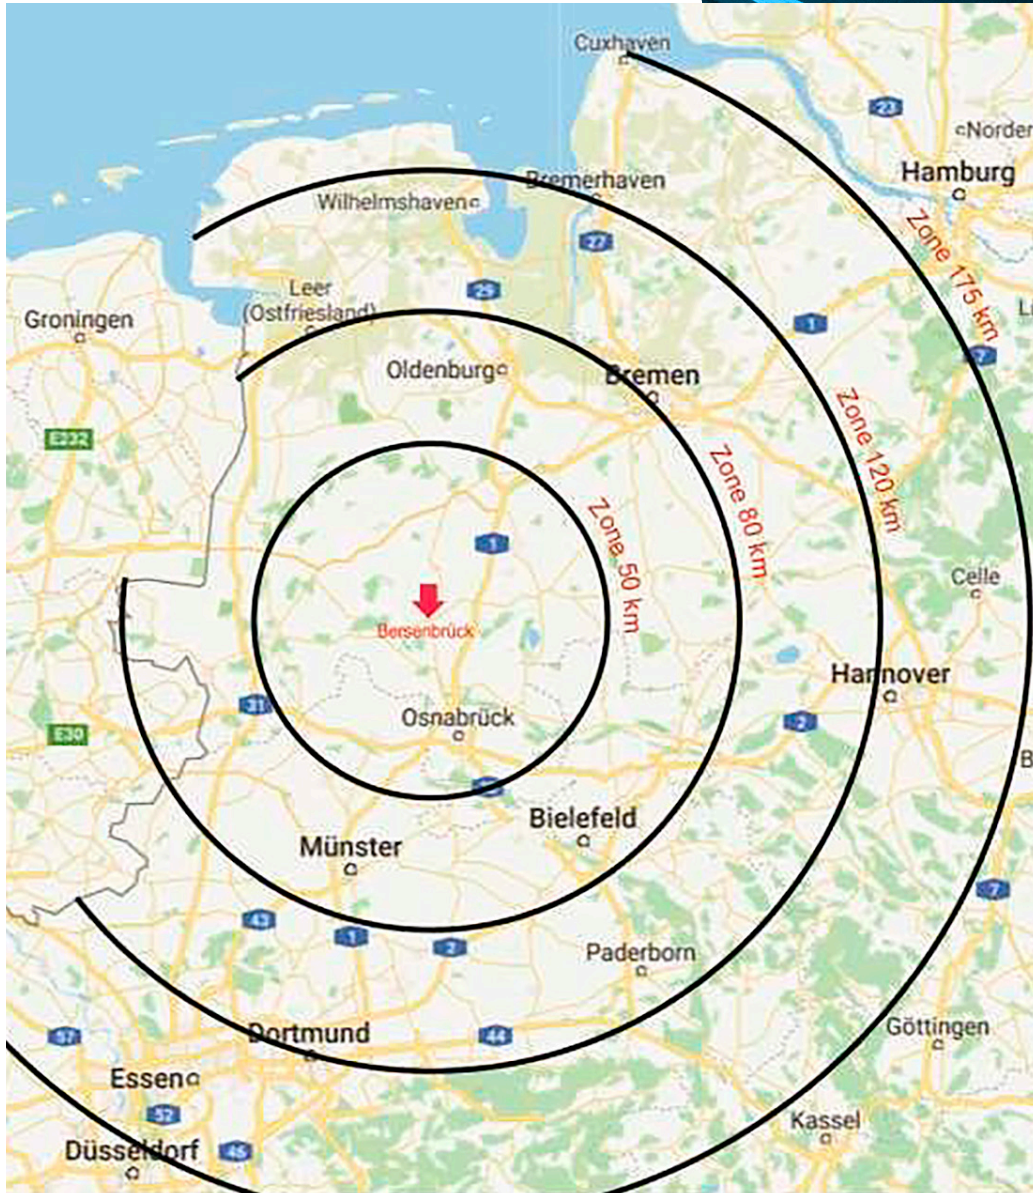 Cuxhaven
23
Norder
Hamburg
Bremerhaven
Wilhelmshaven
27
29
Leer
(Ostfriesland)
Groningen
Zone 175 km
1
7
Oldenburg
Bremen
E232
Zone 120 km
Zone 80 km
Zone 50 km
1
Celle
Bersenbrück
Hannover
31
Osnabrück
2
E30
Bielefeld
Münster
7
43
1
2
Paderborn
Göttingen
57
Dortmund
44
Essen
52
Kassel
Düsseldorf
46